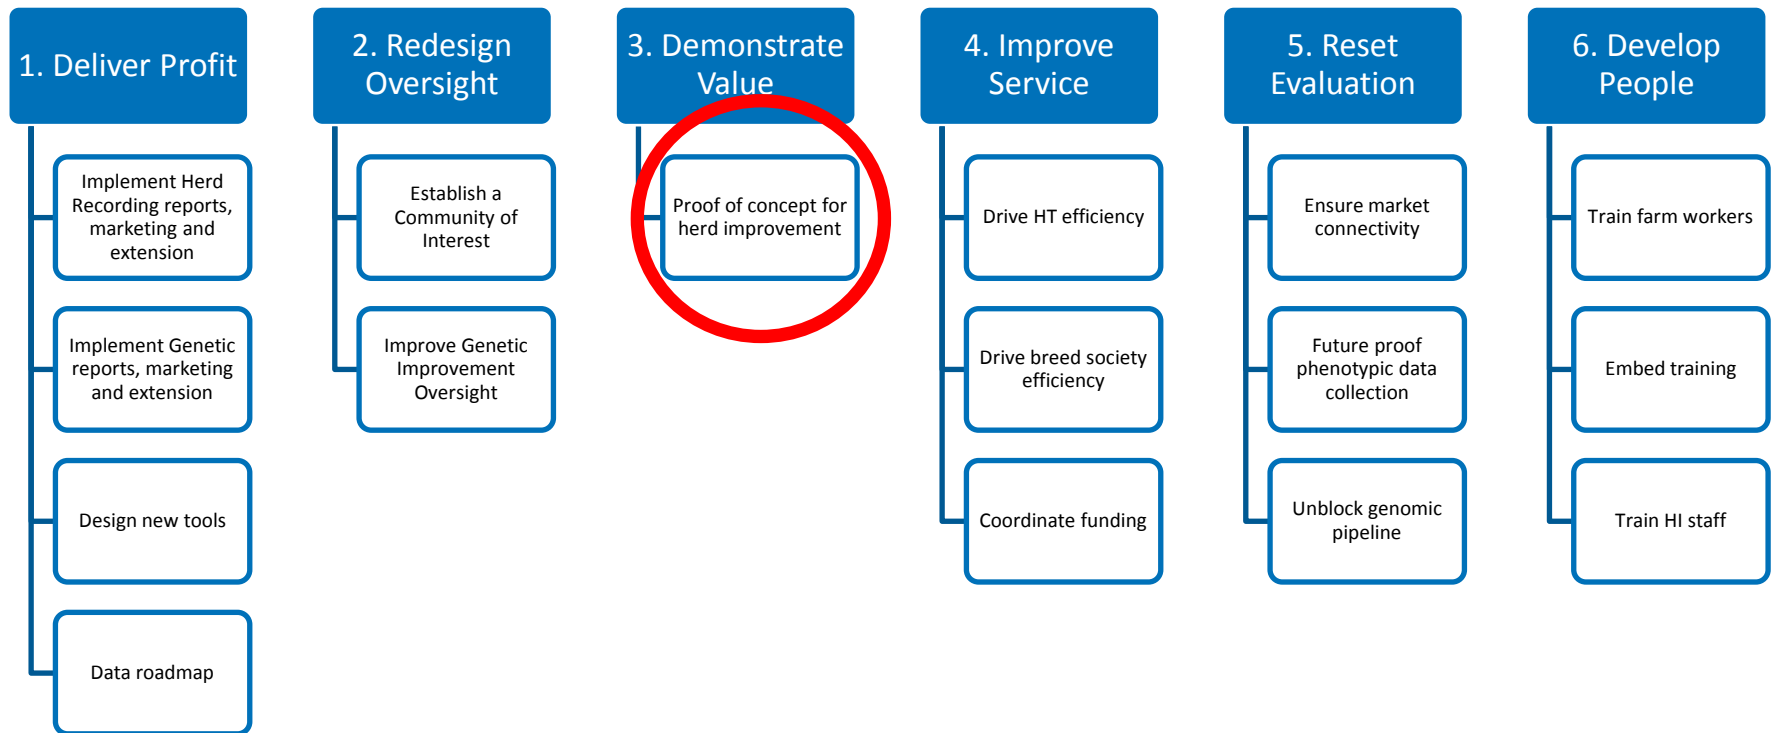 1. Deliver Profit
Implement Herd
Recording reports,
marketing and
extension
Implement Genetic
reports, marketing
and extension
Design new tools
Data roadmap
2. Redesign
Oversight
Establish a
Community of
Interest
Improve Genetic
Improvement
Oversight
3. Demonstrate
Value
Proof of concept for
herd improvement
4. Improve
Service
Drive HT efficiency
Drive breed society
efficiency
Coordinate funding
5. Reset
Evaluation
Ensure market
connectivity
Future proof
phenotypic data
collection
Unblock genomic
pipeline
6. Develop
People
Train farm workers
Embed training
Train HI staff